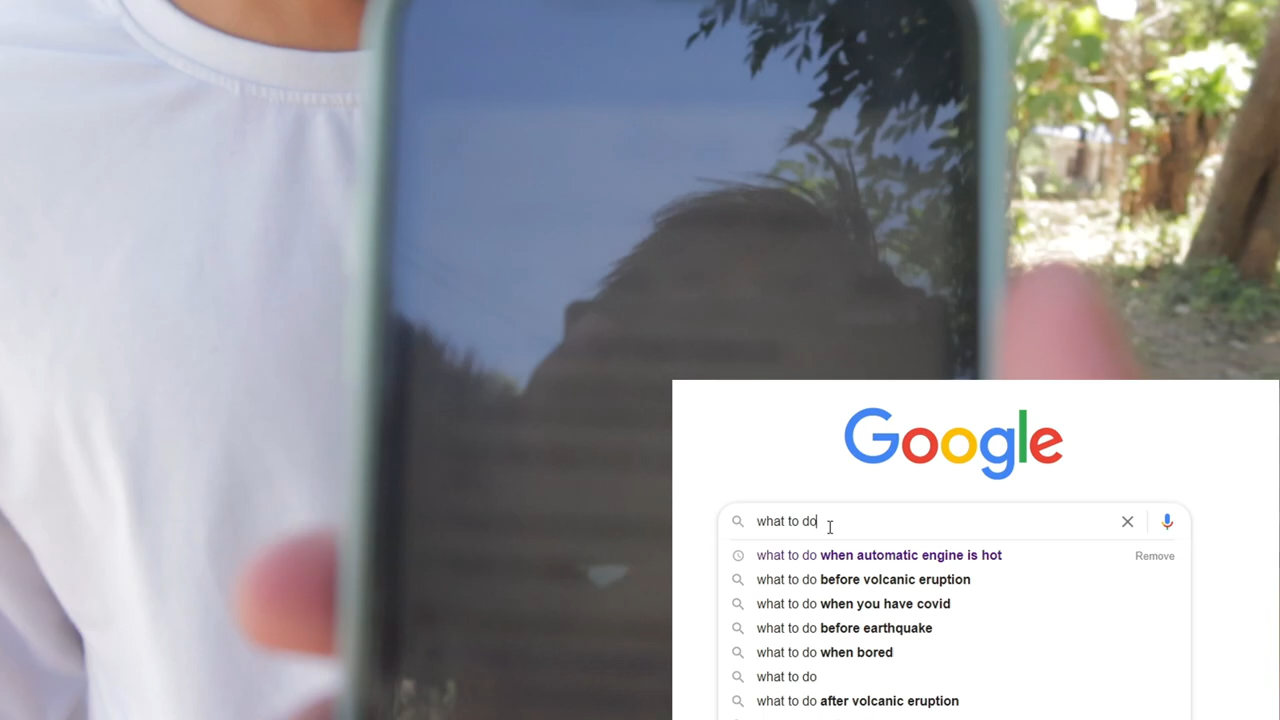 Google
what to do
what to do when automatic engine is hot
Remove
what to do before volcanic eruption
what to do when you have covid
what to do before earthquake
what to do when bored
what to do
what to do after volcanic eruption